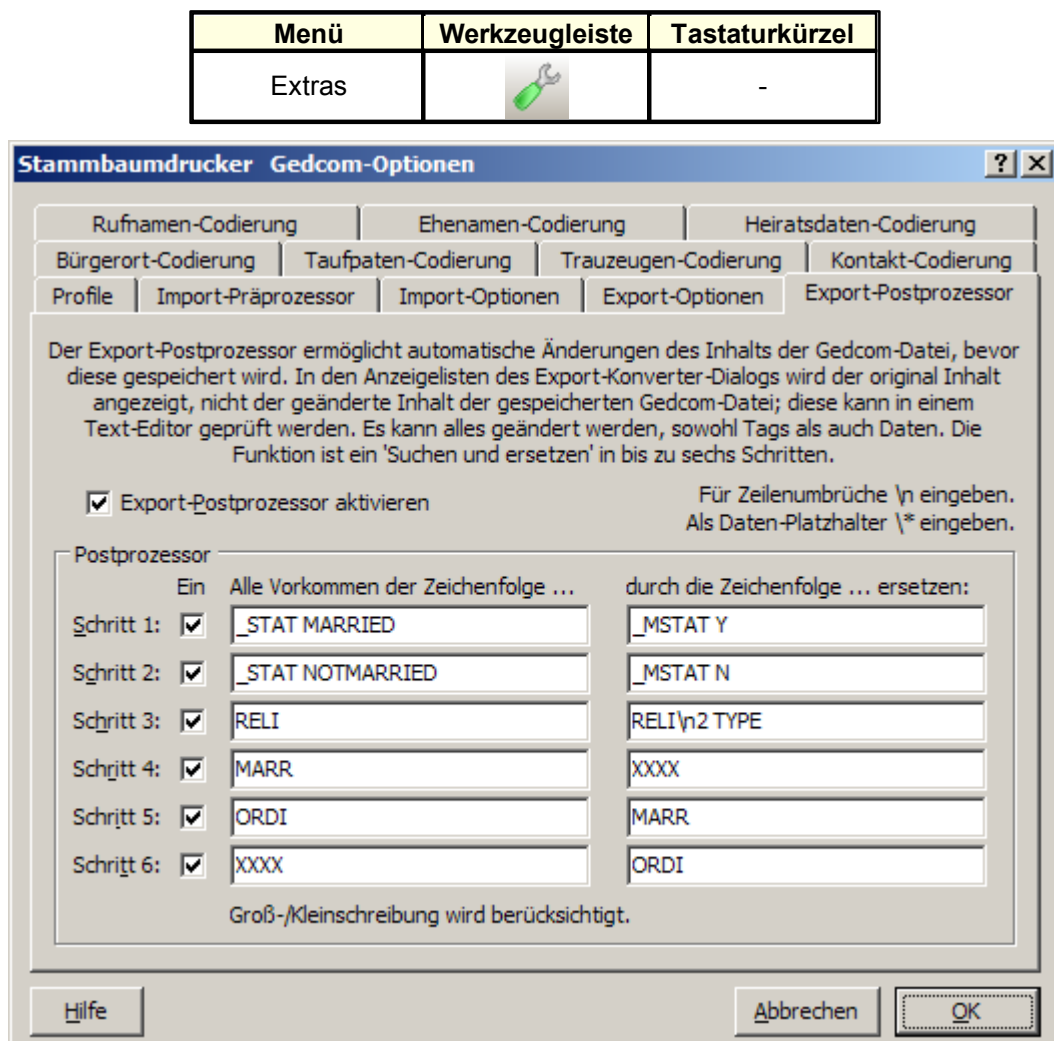 Menü Werkzeugleiste Tastaturkürzel
Extras -
Stammbaumdrucker Gedcom-Optionen
Rufnamen-Codierung Ehenamen-Codierung Heiratsdaten-Codierung
Bürgerort-Codierung Taufpaten-Codierung Trauzeugen-Codierung Kontakt-Codierung
Profile Import-Präprozessor Import-Optionen Export-Optionen Export-Postprozessor
Der Export-Postprozessor ermöglicht automatische Änderungen des Inhalts der Gedcom-Datei, bevor
diese gespeichert wird. In den Anzeigelisten des Export-Konverter-Dialogs wird der original Inhalt
angezeigt, nicht der geänderte Inhalt der gespeicherten Gedcom-Datei; diese kann in einem
Text-Editor geprüft werden. Es kann alles geändert werden, sowohl Tags als auch Daten. Die
Funktion ist ein 'Suchen und ersetzen' in bis zu sechs Schritten.
Export-Postprozessor aktivieren
Für Zeilenumbrüche \n eingeben.
Als Daten-Platzhalter \* eingeben.
Postprozessor
Ein Alle Vorkommen der Zeichenfolge ... durch die Zeichenfolge ... ersetzen:
Schritt 1: _STAT MARRIED _MSTAT Y
Schritt 2: _STAT NOTMARRIED _MSTAT N
Schritt 3: RELI RELI\n2 TYPE
Schritt 4: MARR XXXX
Schritt 5: ORDI MARR
Schritt 6: XXXX ORDI
Groß-/Kleinschreibung wird berücksichtigt.
Hilfe Abbrechen OK